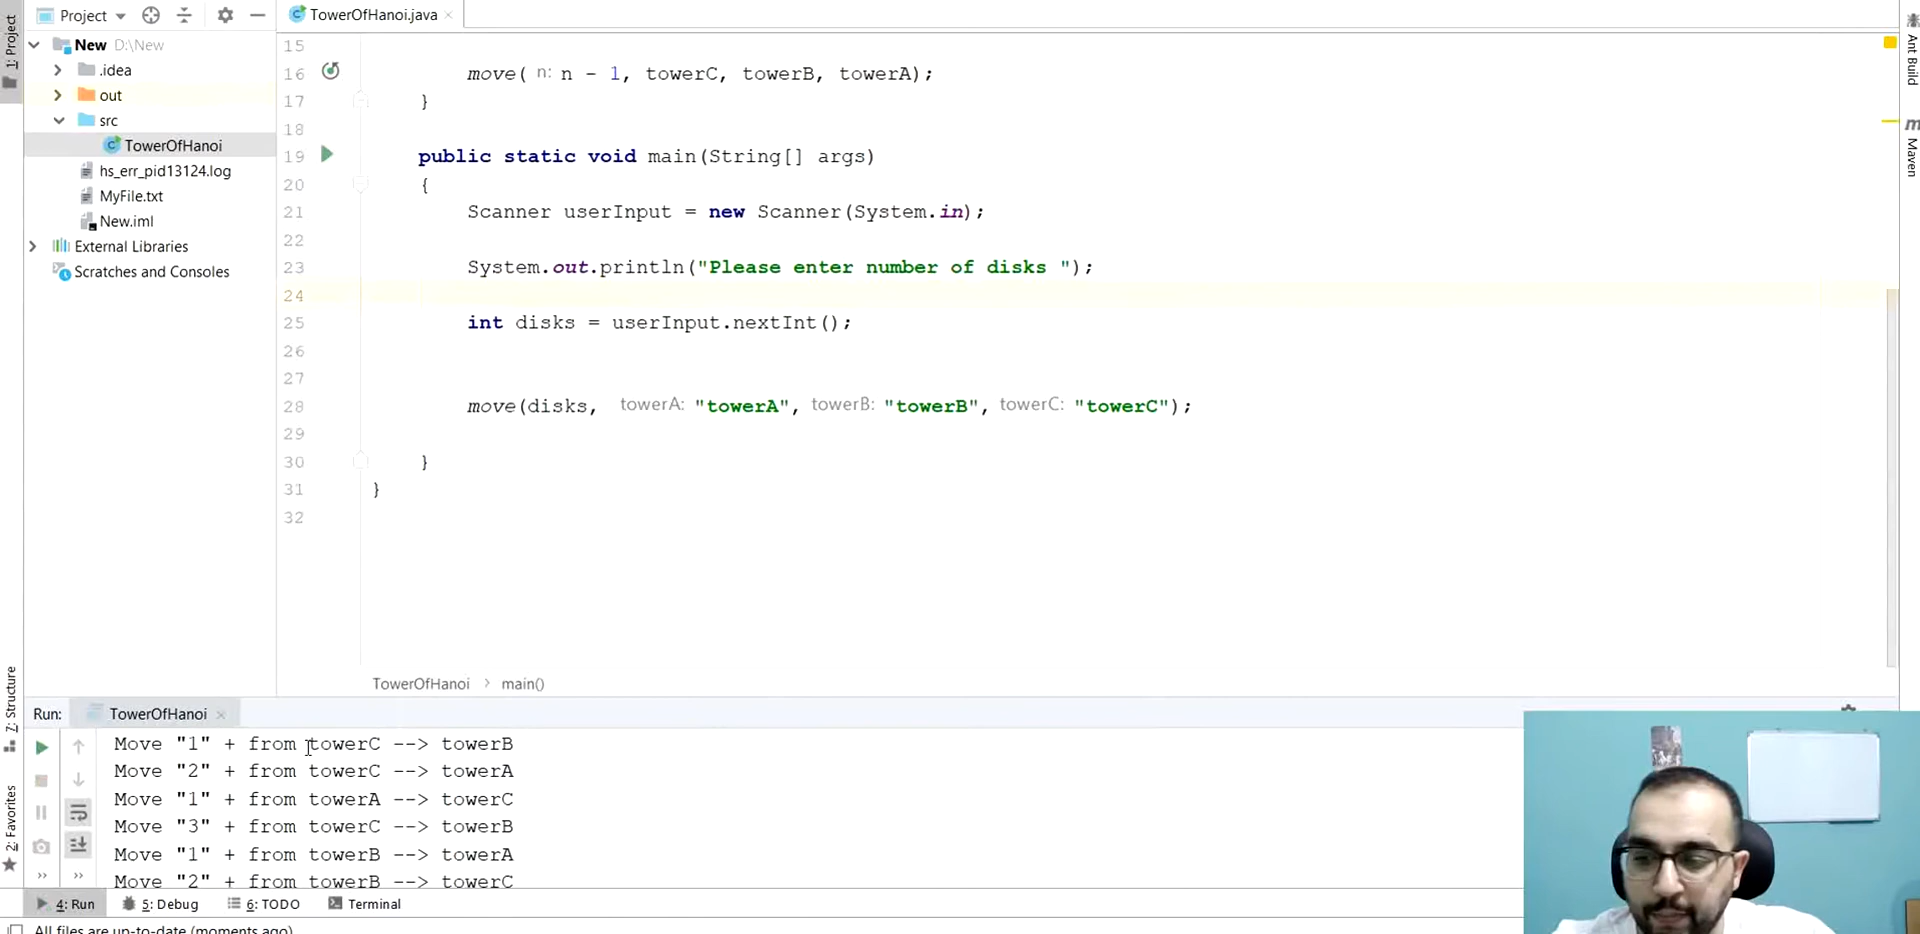 1: Project
Project
TowerOfHanoi.java
New D:\New
.idea
out
src
TowerOfHanoi
hs_err_pid13124.log
MyFile.txt
New.iml
External Libraries
Scratches and Consoles
15
16 move( n: n - 1, towerC, towerB, towerA);
17 }
18
19 public static void main(String[] args)
20 {
21 Scanner userInput = new Scanner(System.in);
22
23 System.out.println("Please enter number of disks ");
24
25 int disks = userInput.nextInt();
26
27
28 move(disks, towerA: "towerA", towerB: "towerB", towerC: "towerC");
29
30 }
31 }
32
TowerOfHanoi > main()
Ant Build
m Maven
Z: Structure
2: Favorites
Run: TowerOfHanoi
Move "1" + from towerC --> towerB
Move "2" + from towerC --> towerA
Move "1" + from towerA --> towerC
Move "3" + from towerC --> towerB
Move "1" + from towerB --> towerA
Move "2" + from towerB --> towerC
4: Run 5: Debug 6: TODO Terminal
All files are up-to-date (moments ago)